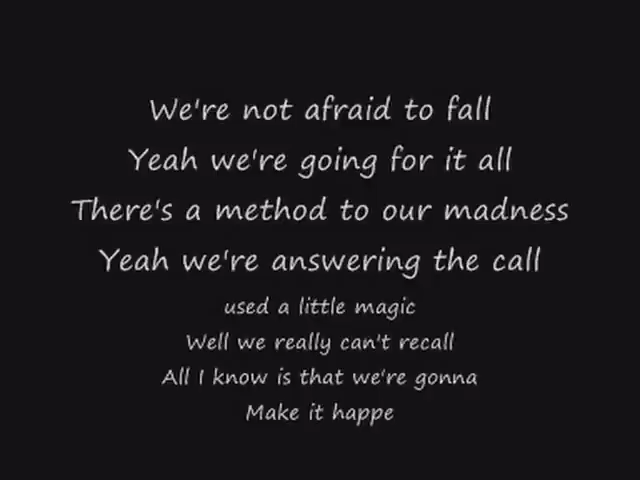 We're not afraid to fall
Yeah we're going for it all
There's a method to our madness
Yeah we're answering the call
used a little magic
Well we really can't recall
All I know is that we're gonna
Make it happe